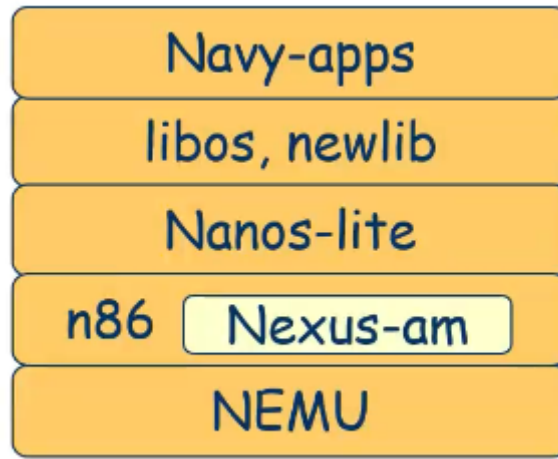 Navy-apps
libos, newlib
Nanos-lite
n86 Nexus-am
NEMU